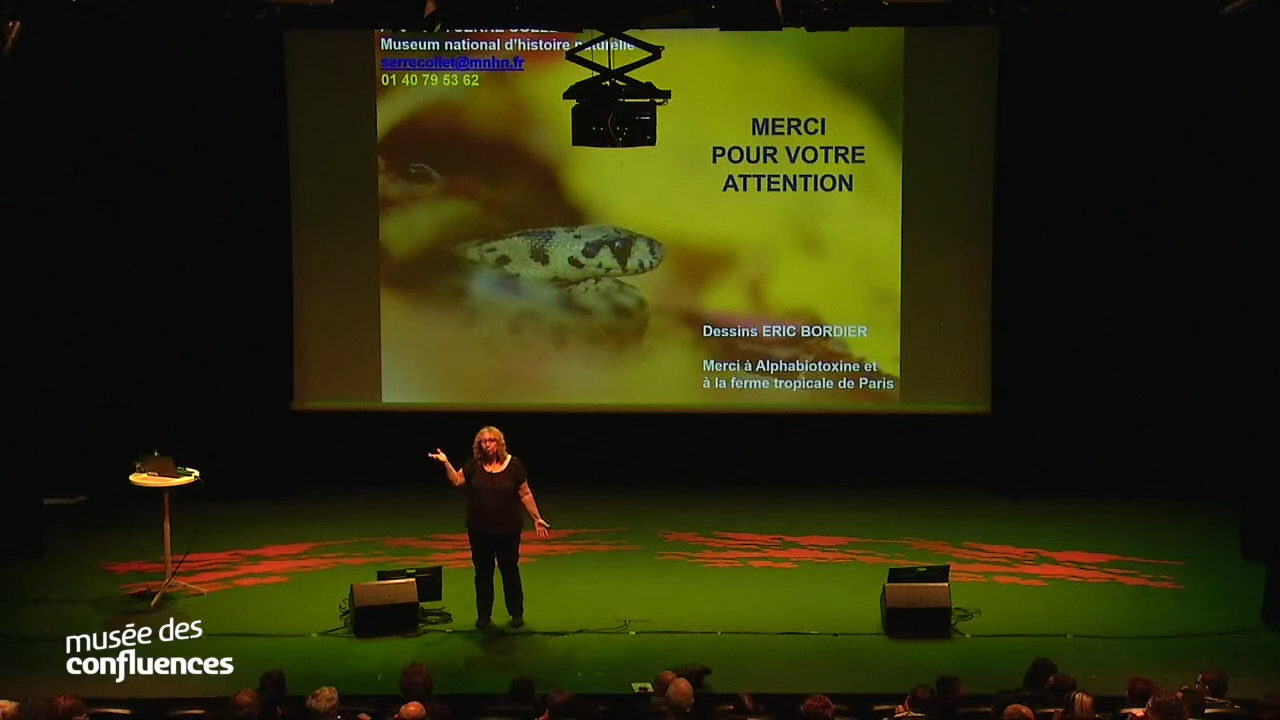 Museum national d'histoire naturelle
serrecollet@mnhn.fr
01 40 79 53 62
MERCI
POUR VOTRE
ATTENTION
Dessins ERIC BORDIER
Merci à Alphabiotoxine et
à la ferme tropicale de Paris
musée des
confluences